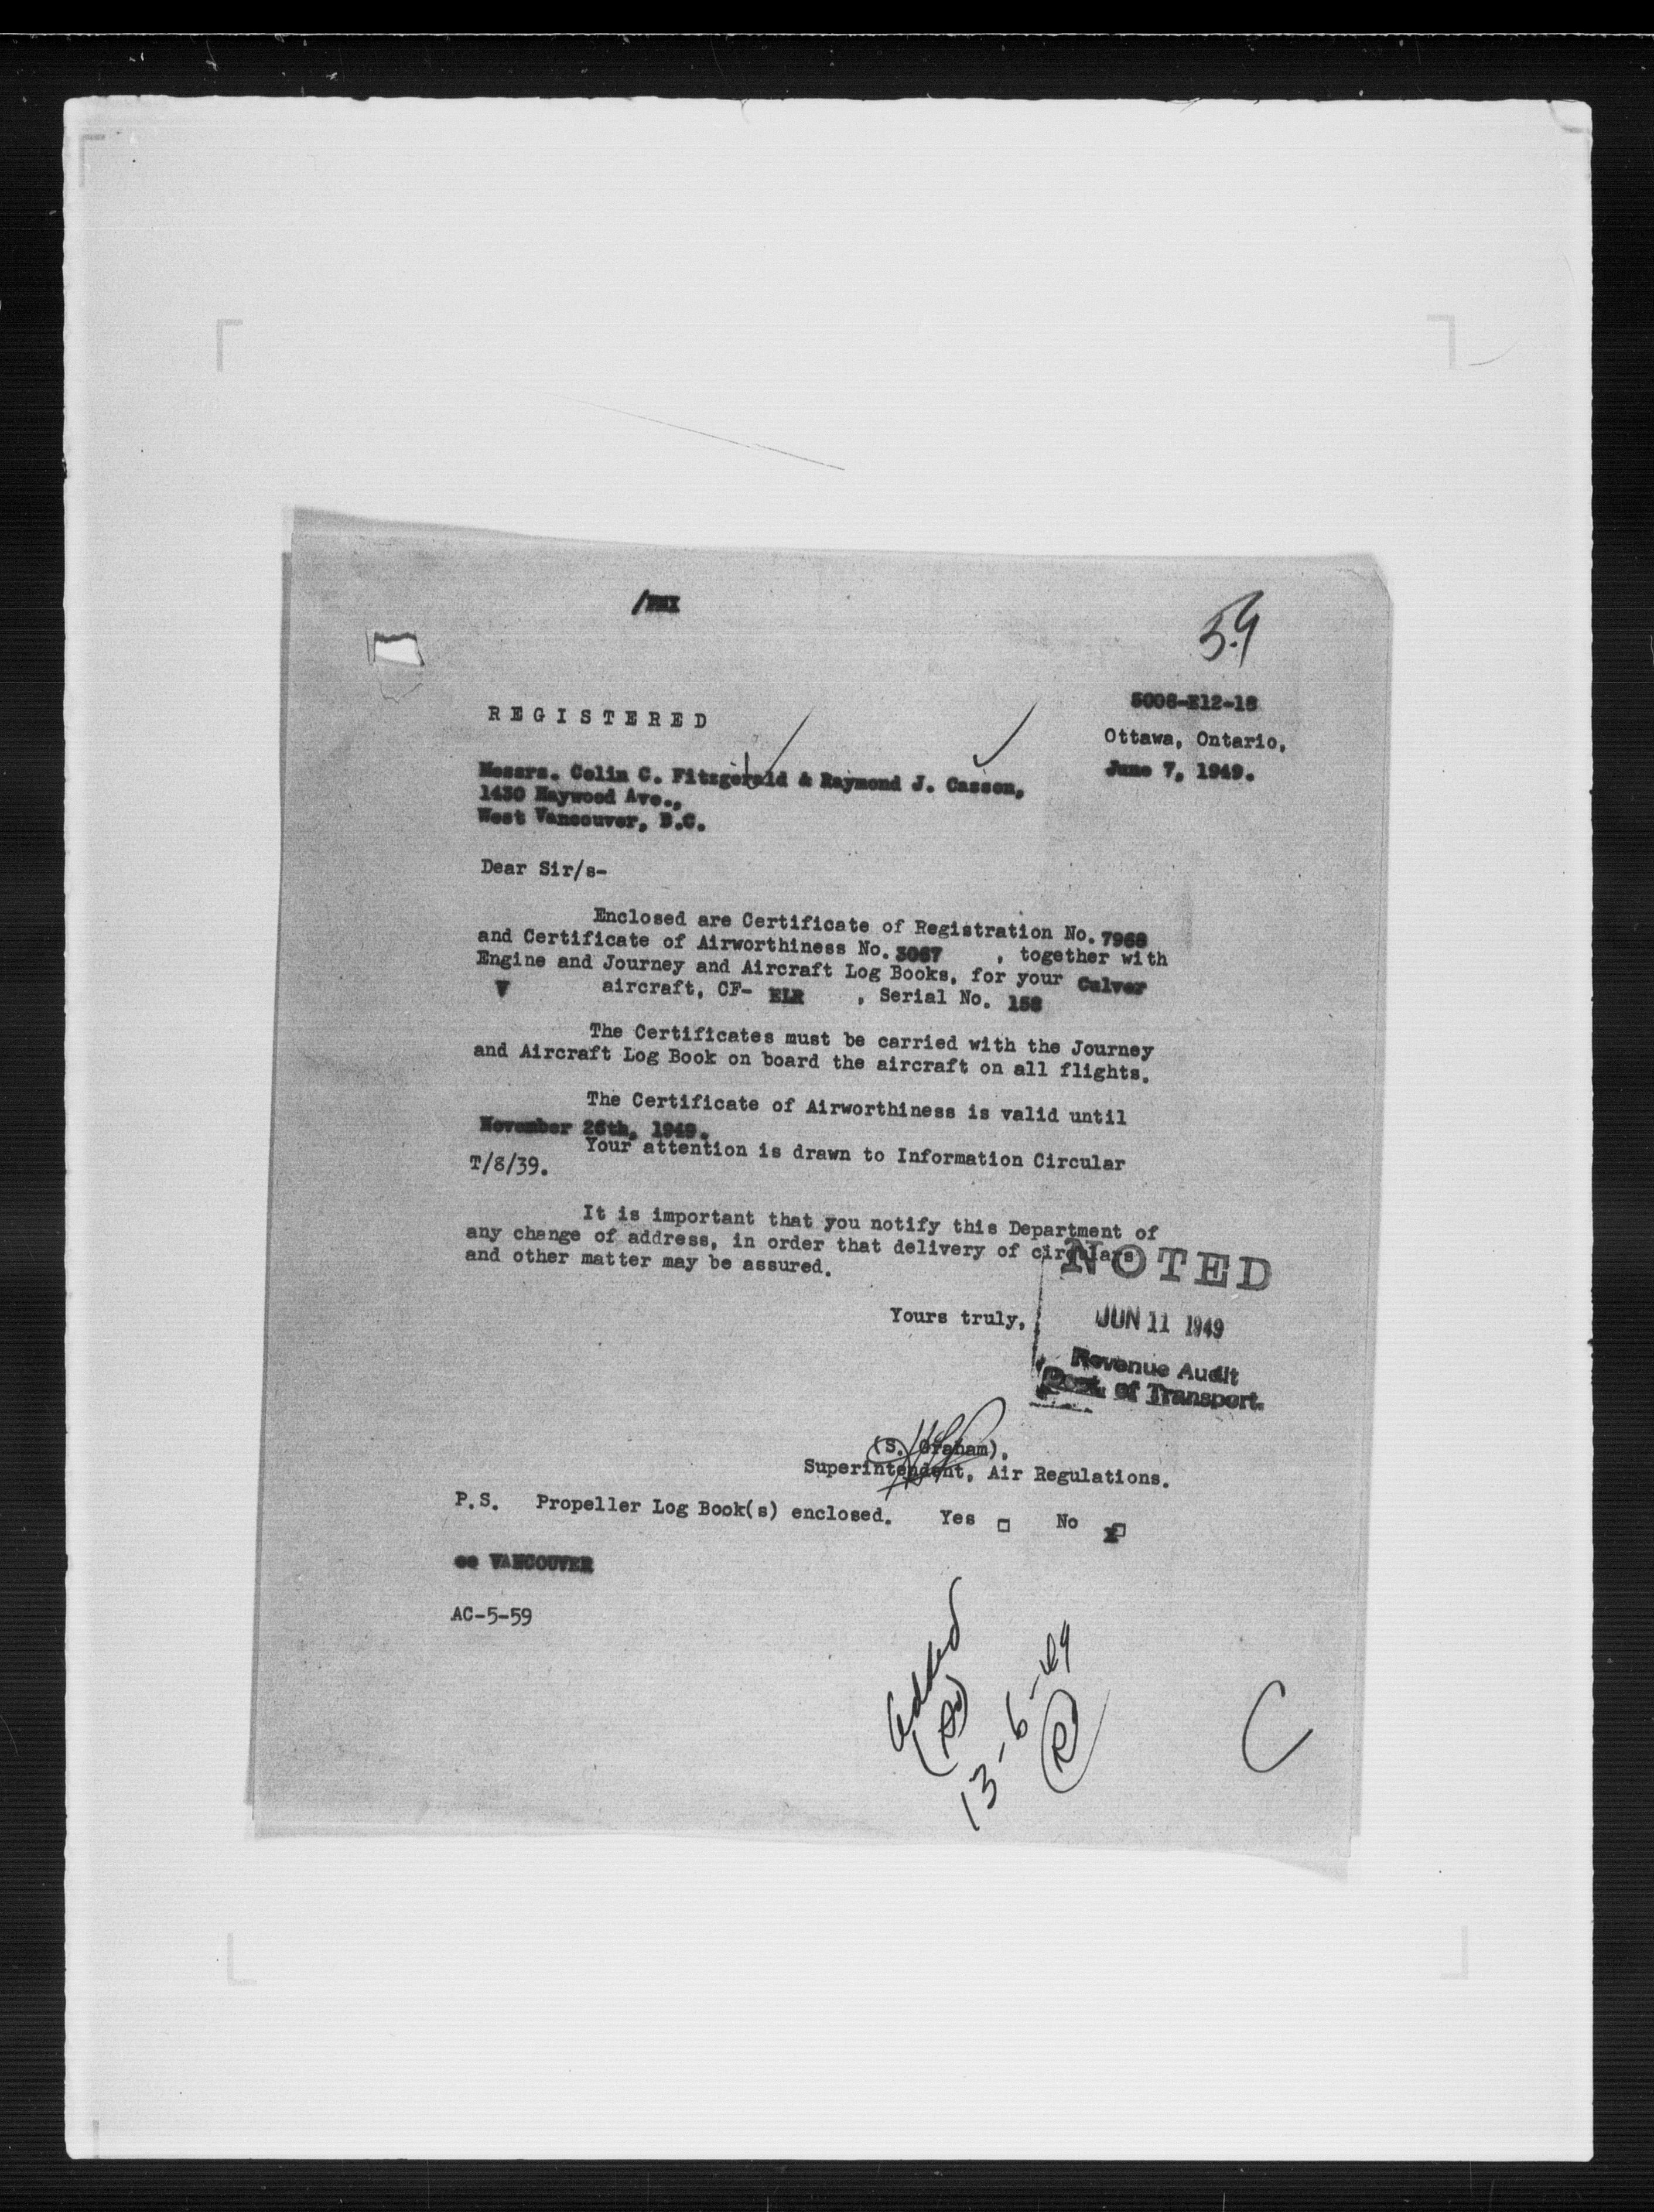 59
5008-E12-18
REGISTERED
Ottawa, Ontario,
June 7, 1949.
Messrs. Colin C. Fitzgerald & Raymond J. Casson,
1430 Haywood Ave.,
West Vancouver, B.C.
Dear Sir/s-
Enclosed are Certificate of Registration No. 7968
and Certificate of Airworthiness No. 3067 , together with
Engine and Journey and Aircraft Log Books, for your Culver
V aircraft, CF- ELR , Serial No. 158
The Certificates must be carried with the Journey
and Aircraft Log Book on board the aircraft on all flights.
The Certificate of Airworthiness is valid until
November 26th, 1949.
Your attention is drawn to Information Circular
T/8/39.
It is important that you notify this Department of
any change of address, in order that delivery of circulars
and other matter may be assured.
NOTED
Yours truly,
JUN 11 1949
Revenue Audit
Dept. of Transport.
(S. Graham),
Superintendent, Air Regulations.
P.S. Propeller Log Book(s) enclosed. Yes □ No □ x
cc VANCOUVER
AC-5-59
Added
13-6-49
R
C